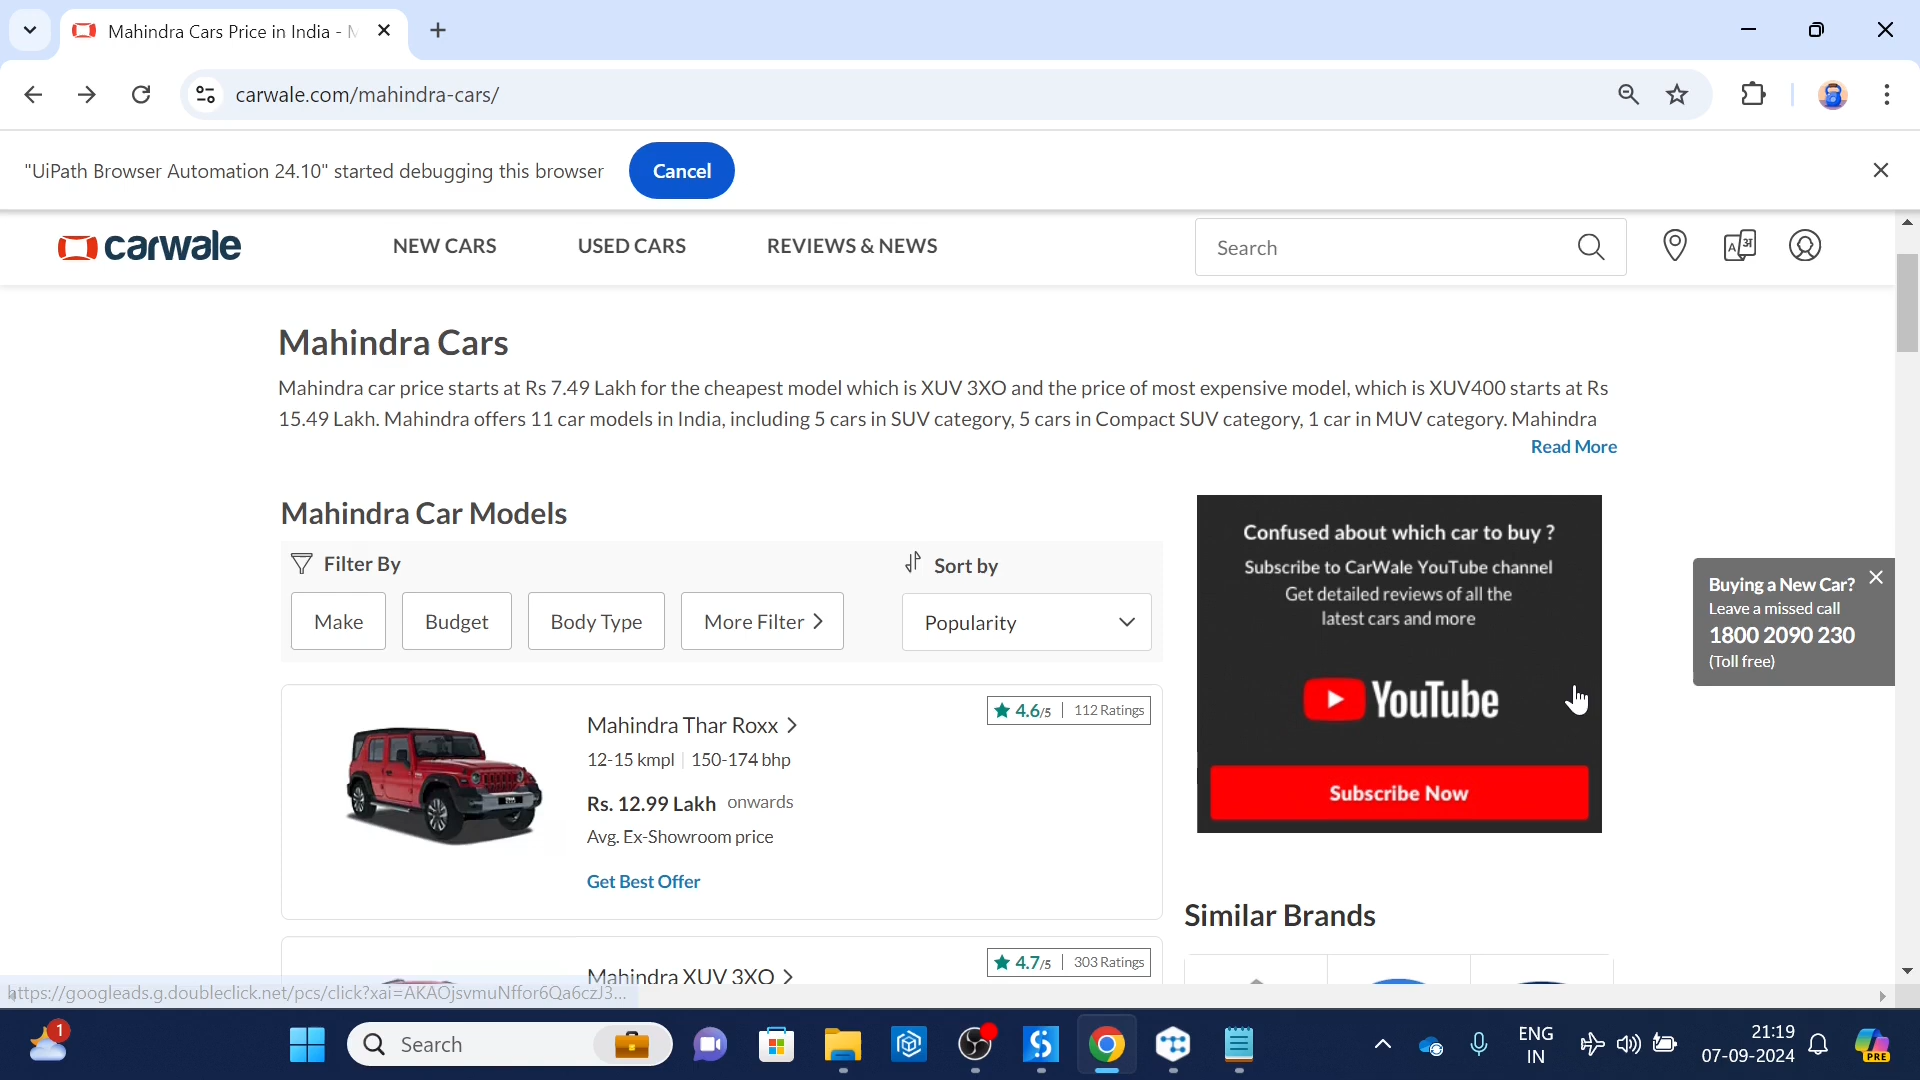 Mahindra Cars Price in India - M
carwale.com/mahindra-cars/
"UiPath Browser Automation 24.10" started debugging this browser
Cancel
carwale
NEW CARS
USED CARS
REVIEWS & NEWS
Search
Mahindra Cars
Mahindra car price starts at Rs 7.49 Lakh for the cheapest model which is XUV 3XO and the price of most expensive model, which is XUV400 starts at Rs
15.49 Lakh. Mahindra offers 11 car models in India, including 5 cars in SUV category, 5 cars in Compact SUV category, 1 car in MUV category. Mahindra
Read More
Mahindra Car Models
Filter By
Sort by
Make
Budget
Body Type
More Filter
Popularity
Mahindra Thar Roxx
4.6/5 | 112 Ratings
12-15 kmpl | 150-174 bhp
Rs. 12.99 Lakh onwards
Avg. Ex-Showroom price
Get Best Offer
Mahindra XUV 3XO
4.7/5 | 303 Ratings
Confused about which car to buy ?
Subscribe to CarWale YouTube channel
Get detailed reviews of all the
latest cars and more
YouTube
Subscribe Now
Buying a New Car?
Leave a missed call
1800 2090 230
(Toll free)
Similar Brands
https://googleads.g.doubleclick.net/pcs/click?xai=AKAOjsvmuNffor6Qa6czJ3...
1
Search
ENG
IN
21:19
07-09-2024
PRE